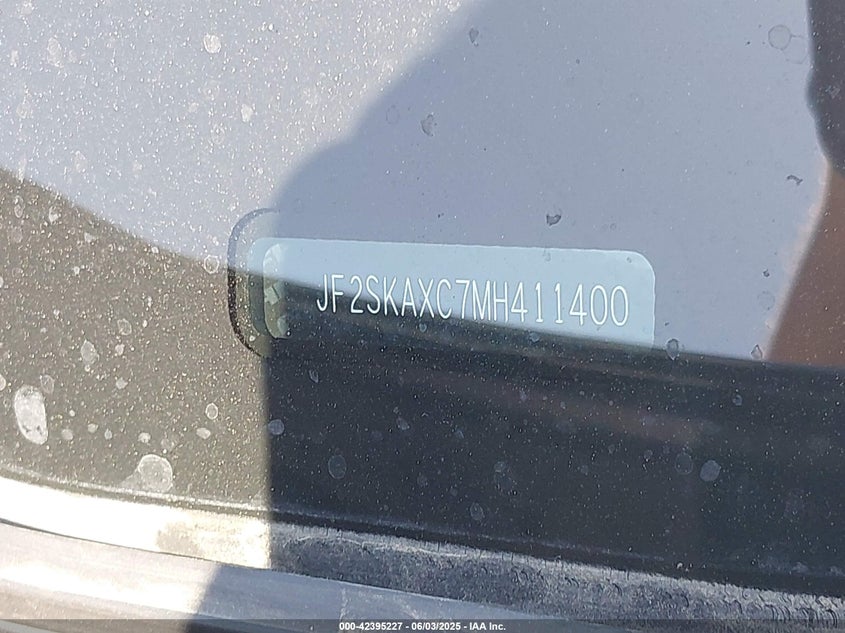 JF2SKAXC7MH411400
000-42395227 - 06/03/2025 - IAA Inc.